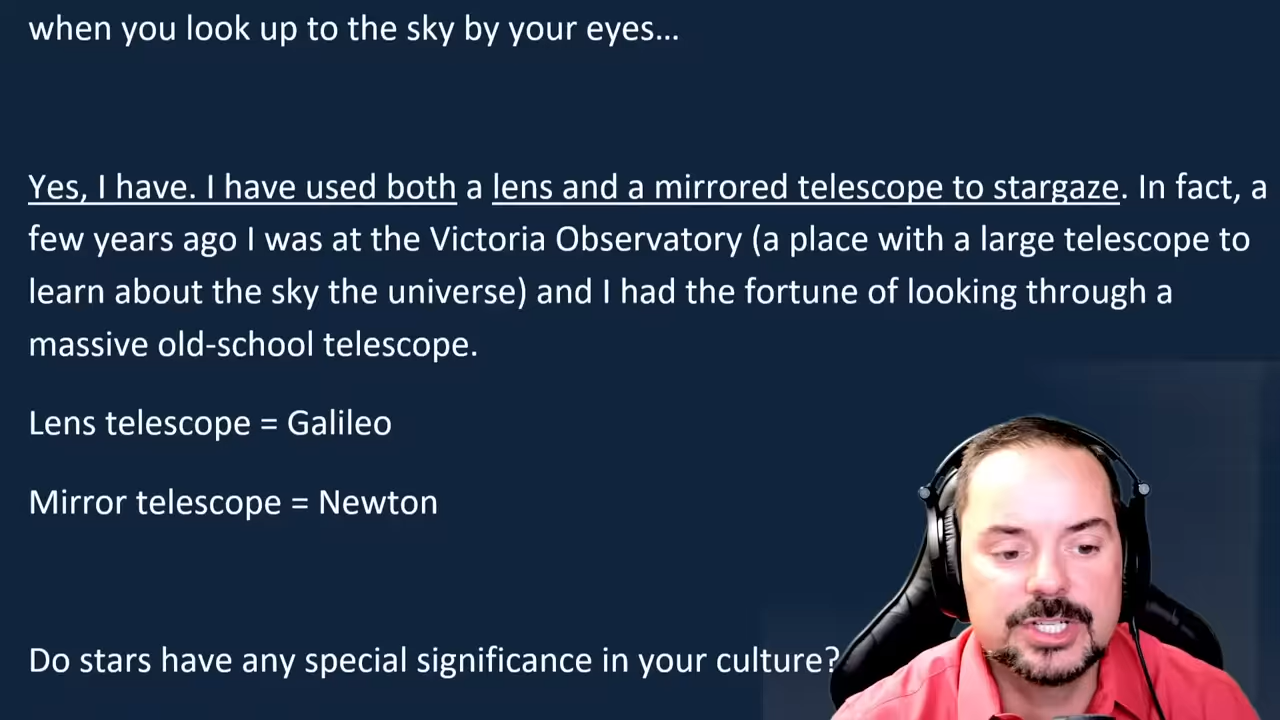 when you look up to the sky by your eyes...
Yes, I have. I have used both a lens and a mirrored telescope to stargaze. In fact, a
few years ago I was at the Victoria Observatory (a place with a large telescope to
learn about the sky the universe) and I had the fortune of looking through a
massive old-school telescope.
Lens telescope = Galileo
Mirror telescope = Newton
Do stars have any special significance in your culture?